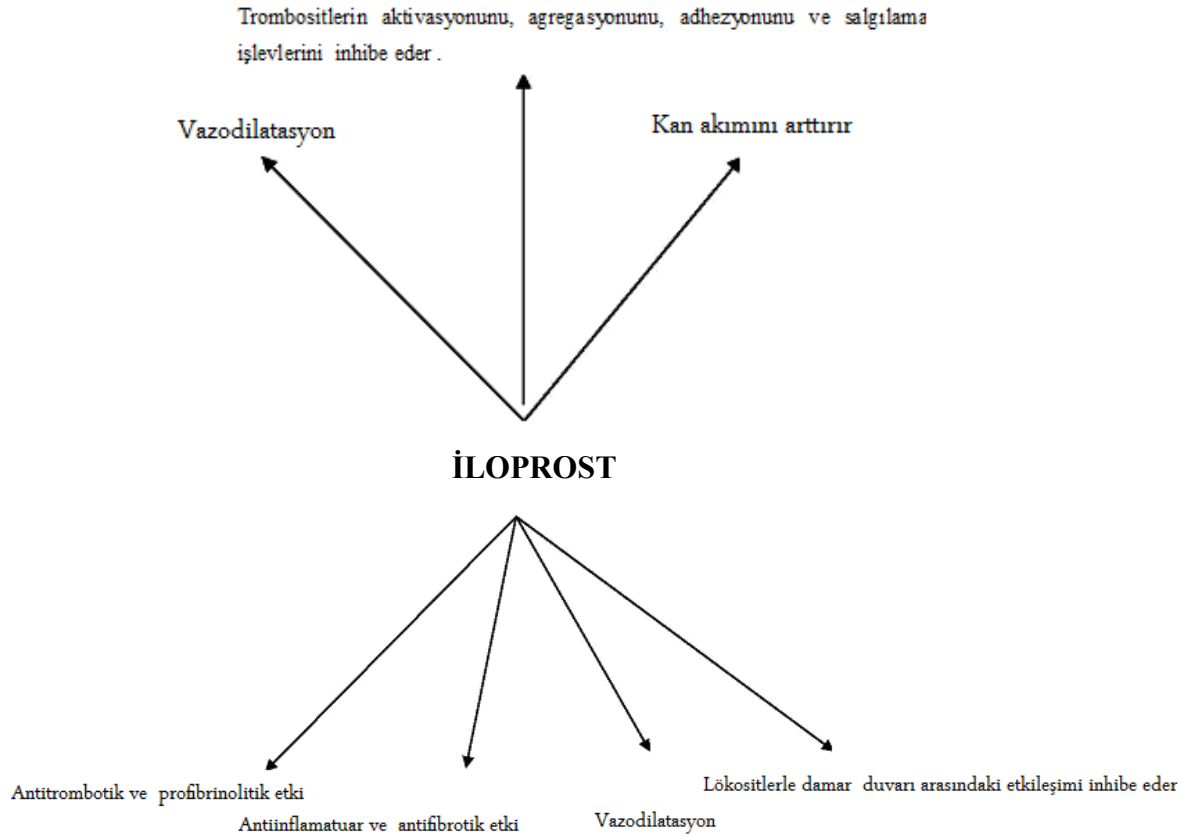 Trombositlerin aktivasyonunu, agregasyonunu, adhezyonunu ve salgılama
işlevlerini inhibe eder .
Vazodilatasyon
Kan akımını arttırır
İLOPROST
Antitrombotik ve profibrinolitik etki
Antiinflamatuar ve antifibrotik etki
Vazodilatasyon
Lökositlerle damar duvarı arasındaki etkileşimi inhibe eder